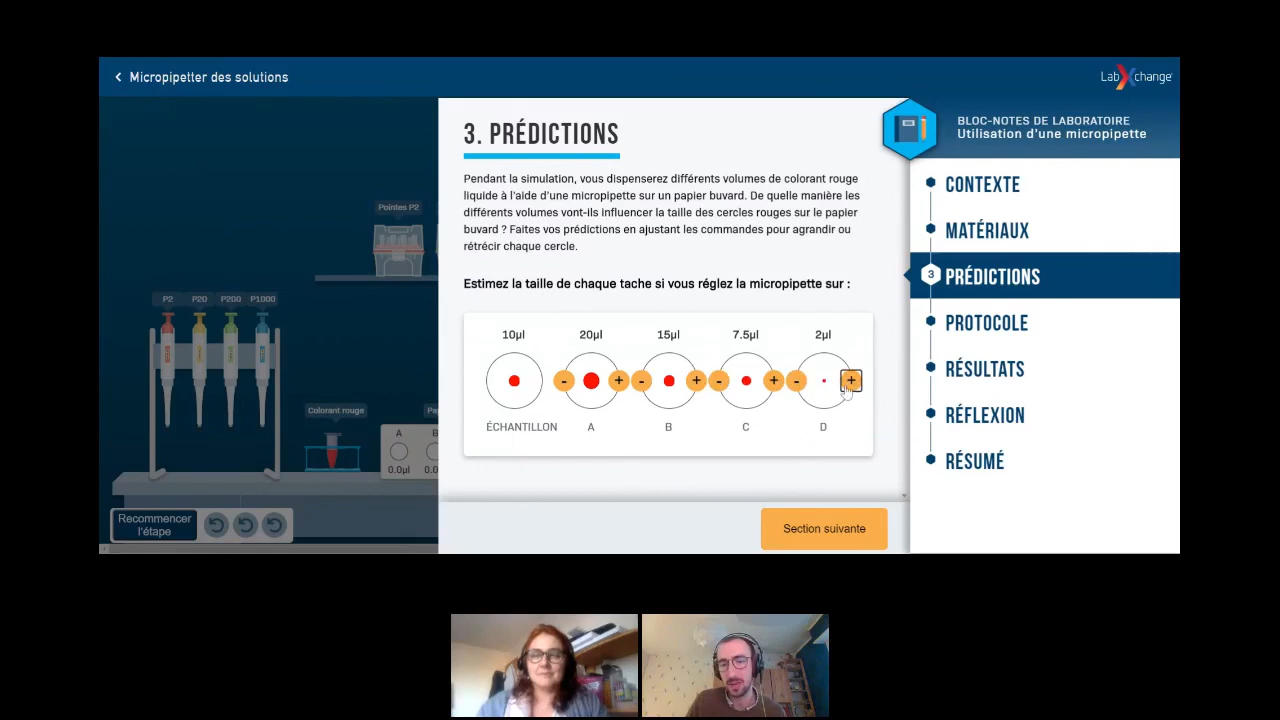 Micropipetter des solutions
LabXchange
3. PRÉDICTIONS
Pendant la simulation, vous dispenserez différents volumes de colorant rouge
liquide à l'aide d'une micropipette sur un papier buvard. De quelle manière les
différents volumes vont-ils influencer la taille des cercles rouges sur le papier
buvard ? Faites vos prédictions en ajustant les commandes pour agrandir ou
rétrécir chaque cercle.
Estimez la taille de chaque tache si vous réglez la micropipette sur :
10µl 20µl 15µl 7.5µl 2µl
- + - + - + - +
ÉCHANTILLON A B C D
Section suivante
BLOC-NOTES DE LABORATOIRE
Utilisation d'une micropipette
CONTEXTE
MATÉRIAUX
3 PRÉDICTIONS
PROTOCOLE
RÉSULTATS
RÉFLEXION
RÉSUMÉ
Pointes P2
P2 P20 P200 P1000
Colorant rouge
Pa
A B
0.0µl 0.0
Recommencer
l'étape